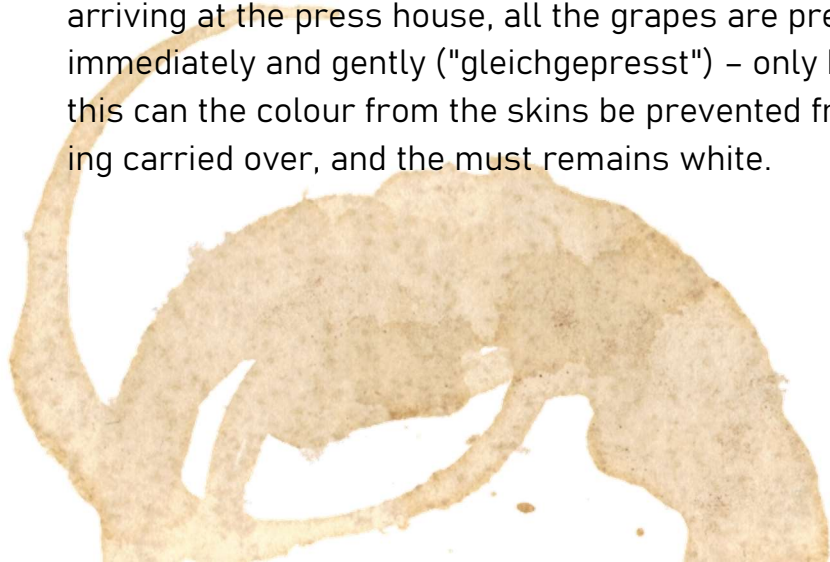 arriving at the press house, all the grapes are pre
immediately and gently ("gleichgepresst") – only
this can the colour from the skins be prevented fr
ing carried over, and the must remains white.